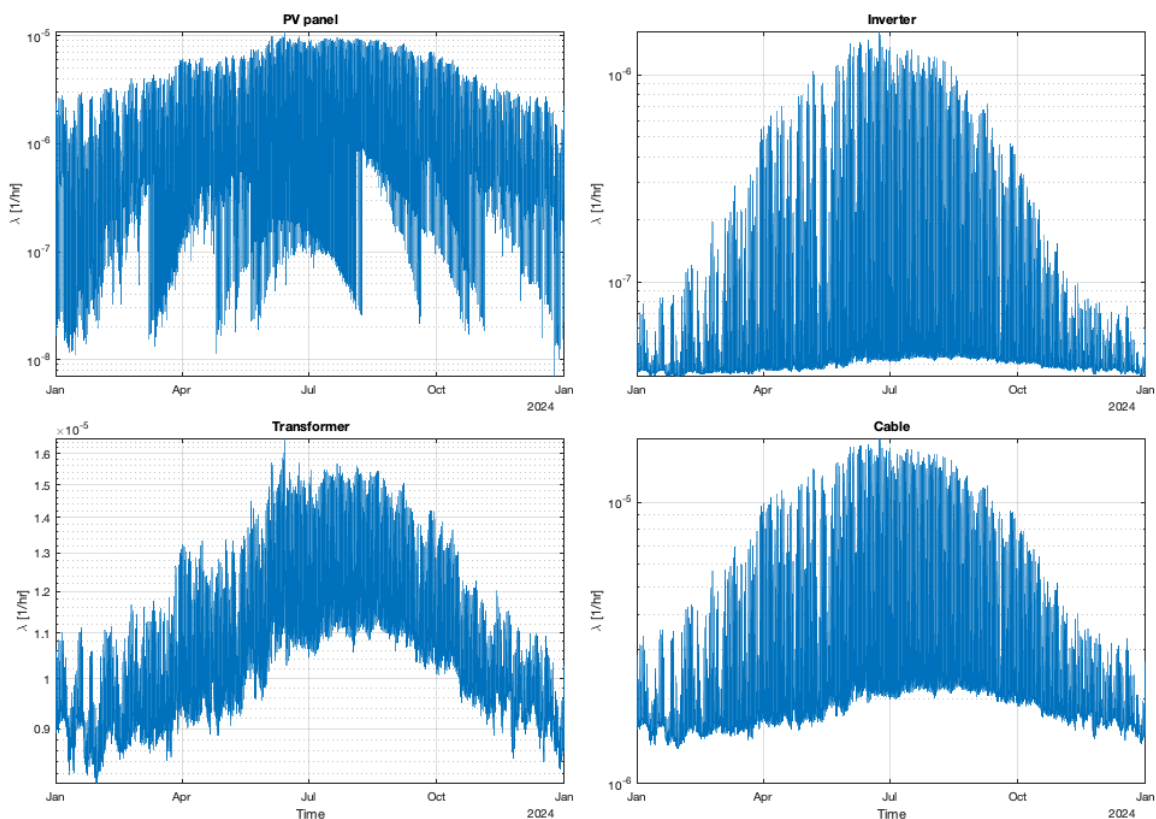 PV panel
10^-5
10^-6
10^-7
10^-8
λ [1/hr]
Jan Apr Jul Oct Jan
2024
Inverter
10^-6
10^-7
λ [1/hr]
Jan Apr Jul Oct Jan
2024
Transformer
×10^-5
1.6
1.5
1.4
1.3
1.2
1.1
1
0.9
λ [1/hr]
Jan Apr Jul Oct Jan
Time 2024
Cable
10^-5
10^-6
λ [1/hr]
Jan Apr Jul Oct Jan
Time 2024